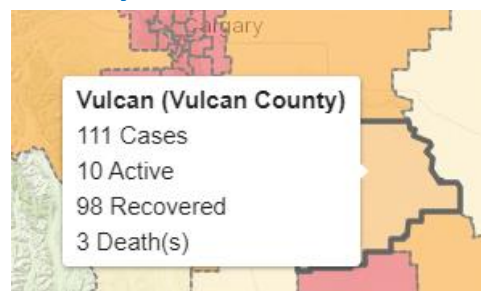 Calgary
Vulcan (Vulcan County)
111 Cases
10 Active
98 Recovered
3 Death(s)